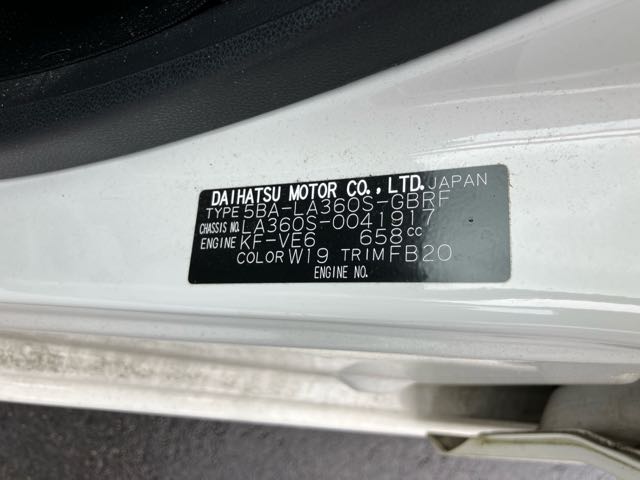 DAIHATSU MOTOR CO.,LTD. JAPAN
TYPE 5BA-LA360S-GBRF
CHASSIS NO. LA360S-0041917
ENGINE KF-VE6 658cc
COLOR W19 TRIM FB20
ENGINE NO.